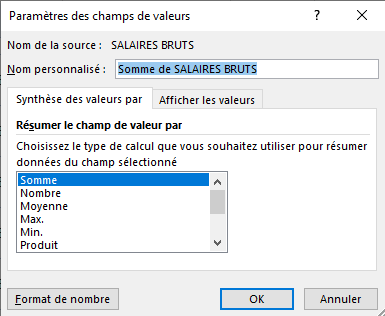 Paramètres des champs de valeurs ? ×
Nom de la source : SALAIRES BRUTS
Nom personnalisé : Somme de SALAIRES BRUTS
Synthèse des valeurs par Afficher les valeurs
Résumer le champ de valeur par
Choisissez le type de calcul que vous souhaitez utiliser pour résumer
données du champ sélectionné
Somme
Nombre
Moyenne
Max.
Min.
Produit
Format de nombre OK Annuler